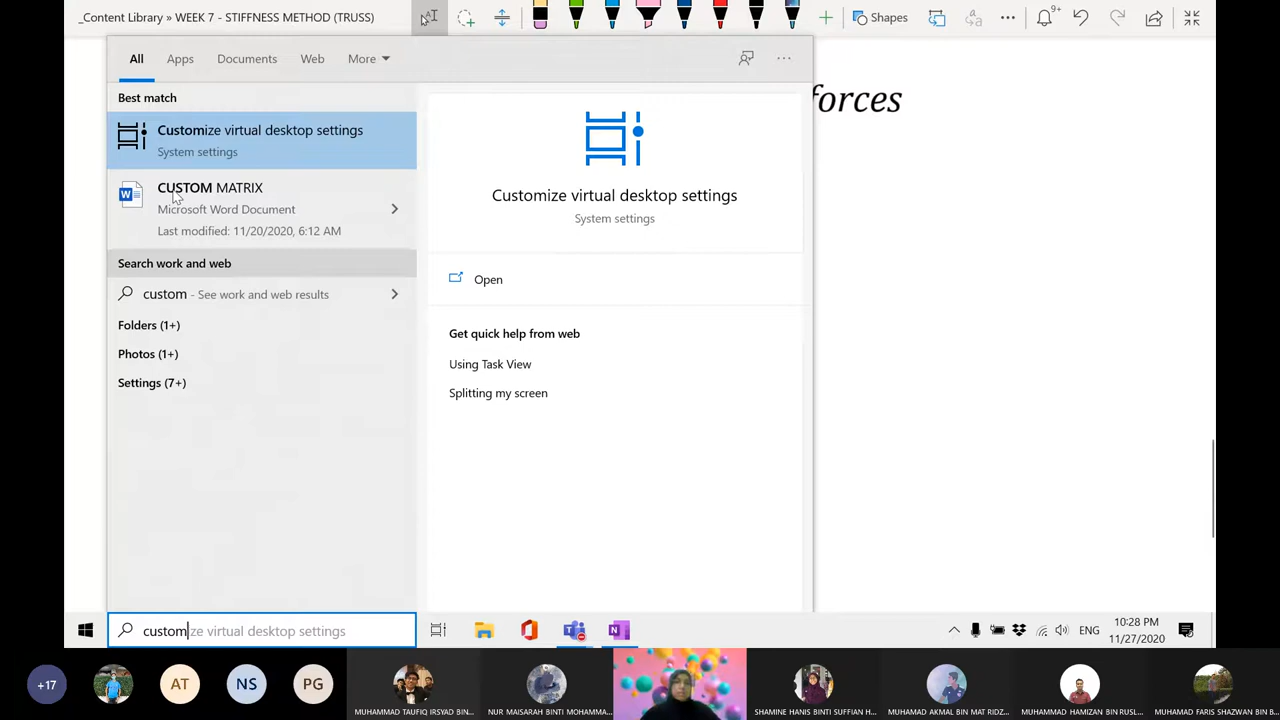 _Content Library » WEEK 7 - STIFFNESS METHOD (TRUSS)
Shapes
9+
All
Apps
Documents
Web
More
Best match
Customize virtual desktop settings
System settings
CUSTOM MATRIX
Microsoft Word Document
Last modified: 11/20/2020, 6:12 AM
Search work and web
custom - See work and web results
Folders (1+)
Photos (1+)
Settings (7+)
Customize virtual desktop settings
System settings
Open
Get quick help from web
Using Task View
Splitting my screen
forces
customize virtual desktop settings
ENG
10:28 PM
11/27/2020
+17
AT
NS
PG
MUHAMMAD TAUFIQ IRSYAD BIN...
NUR MAISARAH BINTI MOHAMMA...
SHAMINE HANIS BINTI SUFFIAN H...
MUHAMAD AKMAL BIN MAT RIDZ...
MUHAMMAD HAMIZAN BIN RUSL...
MUHAMAD FARIS SHAZWAN BIN...